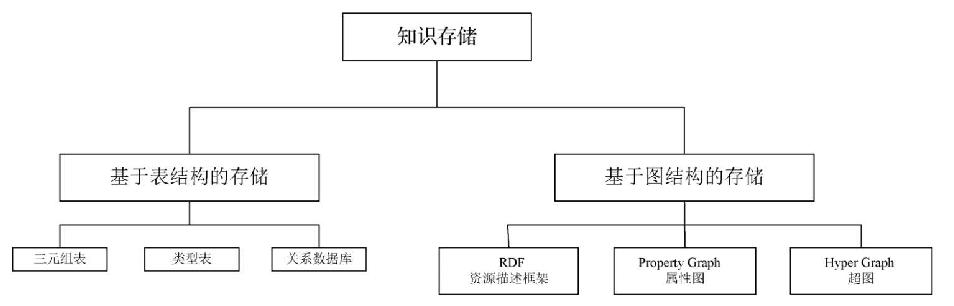 知识存储
基于表结构的存储
基于图结构的存储
三元组表
类型表
关系数据库
RDF
资源描述框架
Property Graph
属性图
Hyper Graph
超图